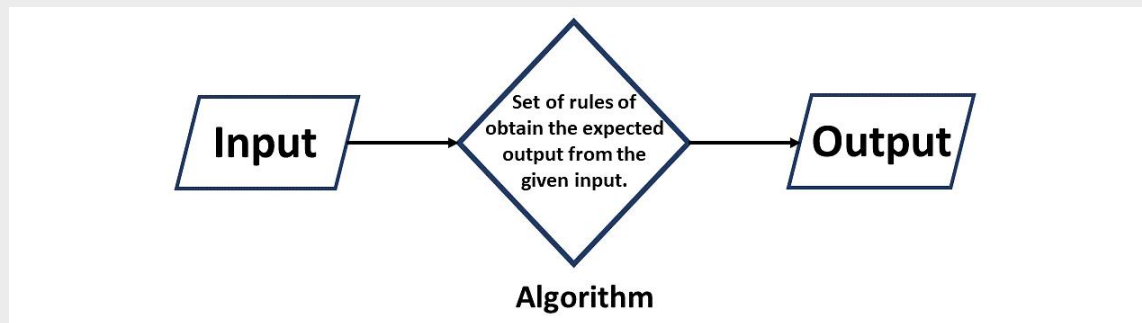 Input
Set of rules of
obtain the expected
output from the
given input.
Output
Algorithm